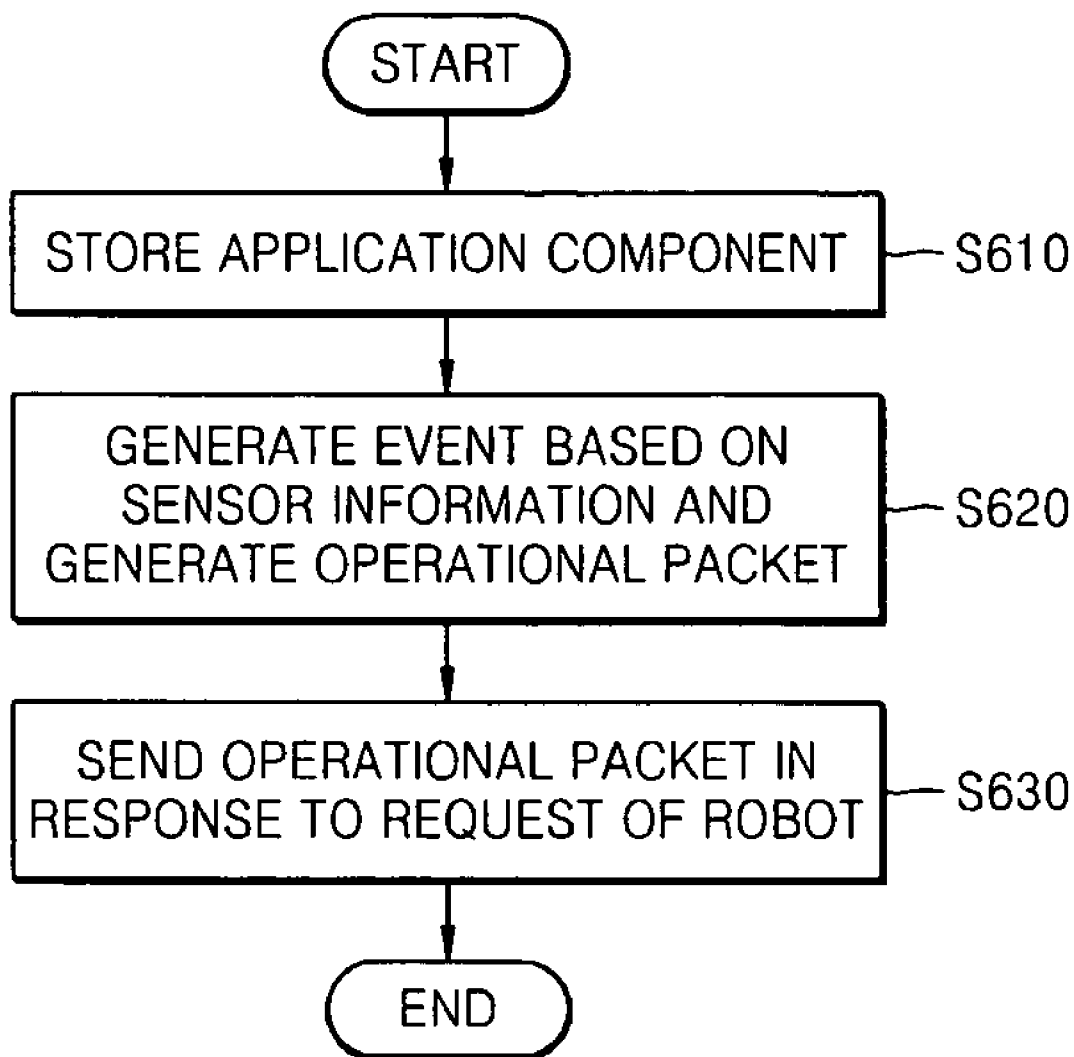 START
STORE APPLICATION COMPONENT
S610
GENERATE EVENT BASED ON
SENSOR INFORMATION AND
GENERATE OPERATIONAL PACKET
S620
SEND OPERATIONAL PACKET IN
RESPONSE TO REQUEST OF ROBOT
S630
END